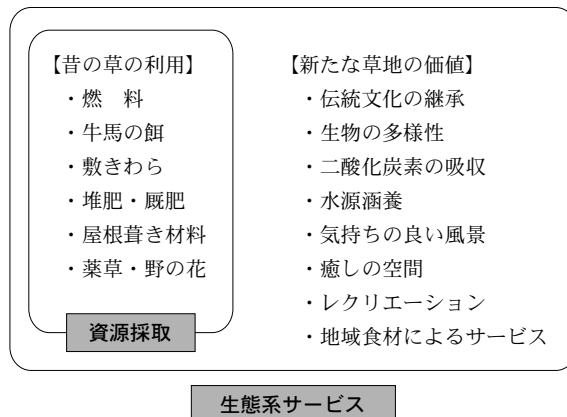 【昔の草の利用】
・燃　料
・牛馬の餌
・敷きわら
・堆肥・厩肥
・屋根葺き材料
・薬草・野の花
資源採取
【新たな草地の価値】
・伝統文化の継承
・生物の多様性
・二酸化炭素の吸収
・水源涵養
・気持ちの良い風景
・癒しの空間
・レクリエーション
・地域食材によるサービス
生態系サービス